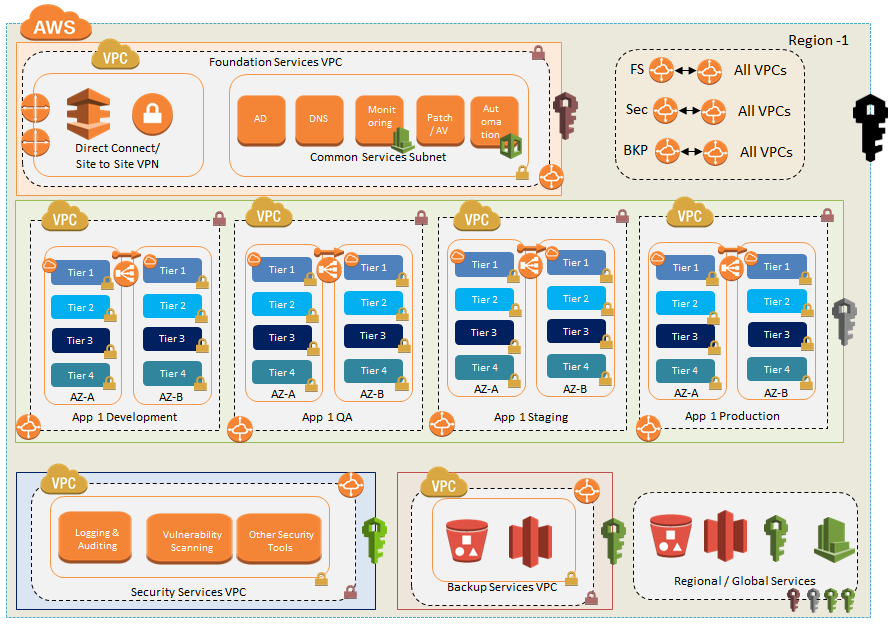 AWS
Region -1
VPC
Foundation Services VPC
Direct Connect/
Site to Site VPN
AD
DNS
Monit
oring
Patch
/ AV
Aut
oma
tion
Common Services Subnet
FS
All VPCs
Sec
All VPCs
BKP
All VPCs
VPC
Tier 1
Tier 2
Tier 3
Tier 4
AZ-A
Tier 1
Tier 2
Tier 3
Tier 4
AZ-B
App 1 Development
VPC
Tier 1
Tier 2
Tier 3
Tier 4
AZ-A
Tier 1
Tier 2
Tier 3
Tier 4
AZ-B
App 1 QA
VPC
Tier 1
Tier 2
Tier 3
Tier 4
AZ-A
Tier 1
Tier 2
Tier 3
Tier 4
AZ-B
App 1 Staging
VPC
Tier 1
Tier 2
Tier 3
Tier 4
AZ-A
Tier 1
Tier 2
Tier 3
Tier 4
AZ-B
App 1 Production
VPC
Logging &
Auditing
Vulnerability
Scanning
Other Security
Tools
Security Services VPC
VPC
Backup Services VPC
Regional / Global Services